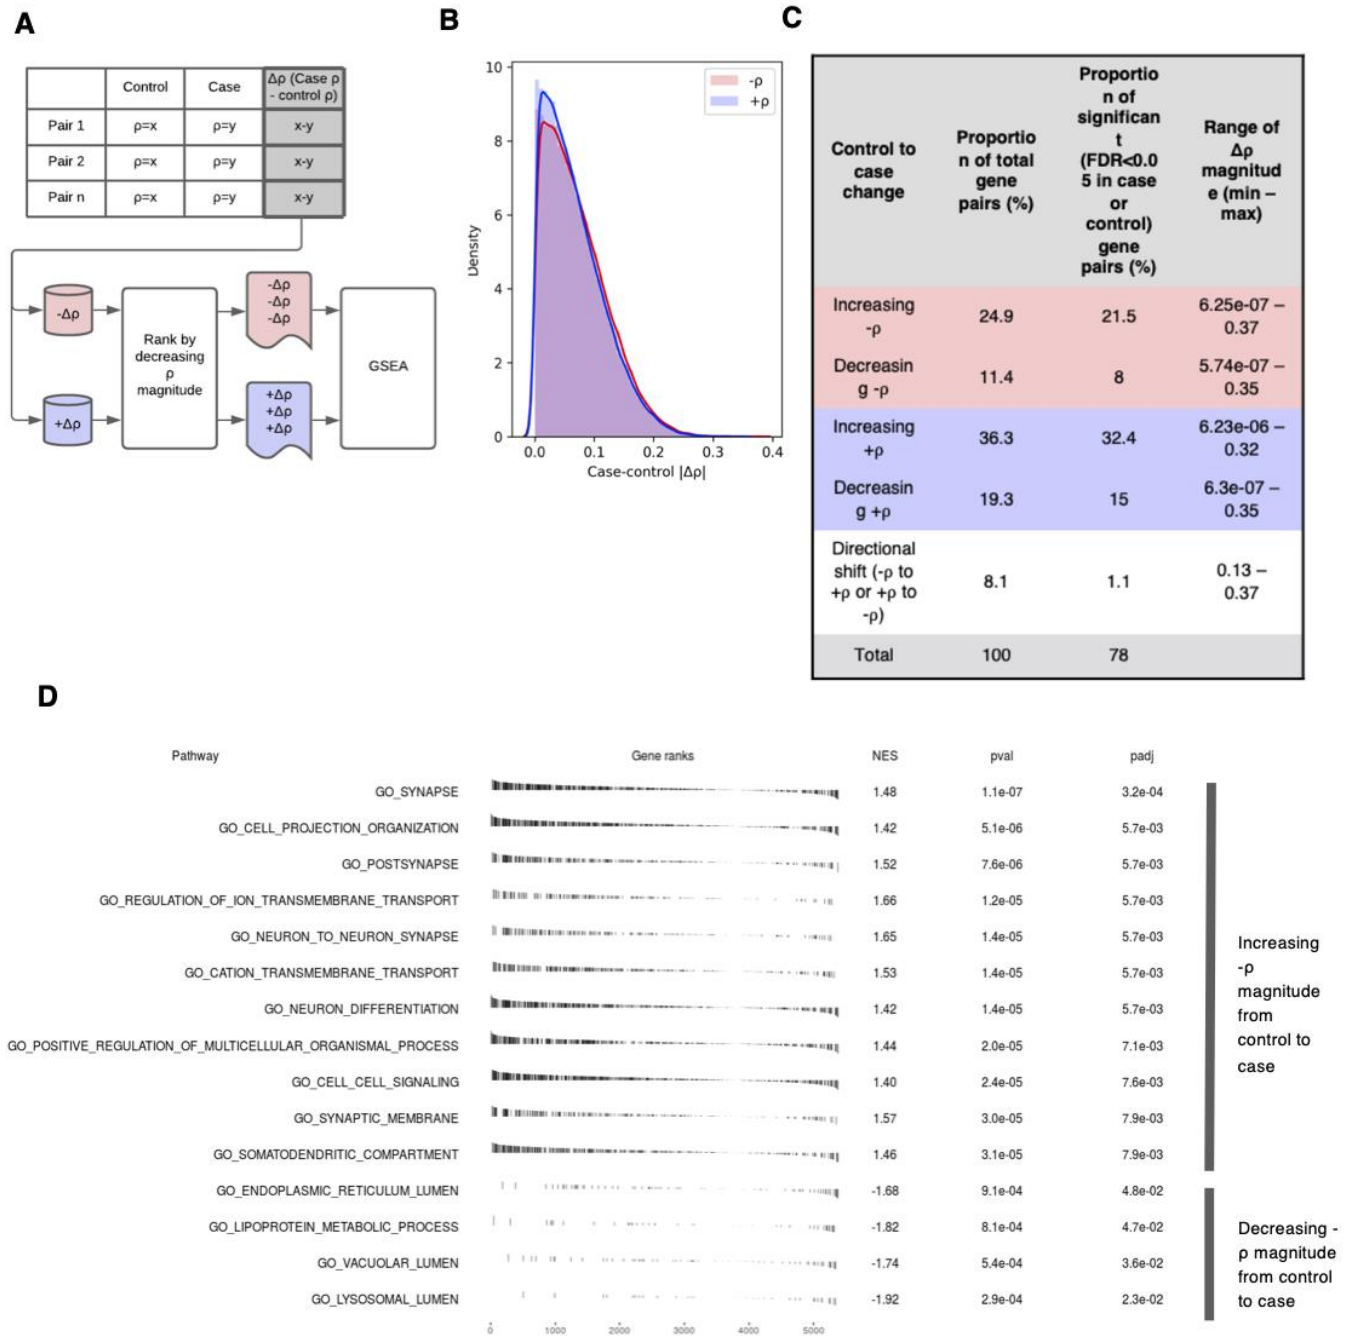 A
Control
Case
Δρ (Case ρ
- control ρ)
Pair 1
ρ=x
ρ=y
x-y
Pair 2
ρ=x
ρ=y
x-y
Pair n
ρ=x
ρ=y
x-y
-Δρ
+Δρ
Rank by
decreasing
ρ
magnitude
-Δρ
-Δρ
-Δρ
+Δρ
+Δρ
+Δρ
GSEA
B
10
8
6
4
2
0
Density
-ρ
+ρ
0.0 0.1 0.2 0.3 0.4
Case-control |Δρ|
C
Control to
case
change
Proportio
n of total
gene
pairs (%)
Proportio
n of
significan
t
(FDR<0.0
5 in case
or
control)
gene
pairs (%)
Range of
Δρ
magnitud
e (min –
max)
Increasing
-ρ
24.9
21.5
6.25e-07 –
0.37
Decreasin
g -ρ
11.4
8
5.74e-07 –
0.35
Increasing
+ρ
36.3
32.4
6.23e-06 –
0.32
Decreasin
g +ρ
19.3
15
6.3e-07 –
0.35
Directional
shift (-ρ to
+ρ or +ρ to
-ρ)
8.1
1.1
0.13 –
0.37
Total
100
78
D
Pathway Gene ranks NES pval padj
GO_SYNAPSE 1.48 1.1e-07 3.2e-04
GO_CELL_PROJECTION_ORGANIZATION 1.42 5.1e-06 5.7e-03
GO_POSTSYNAPSE 1.52 7.6e-06 5.7e-03
GO_REGULATION_OF_ION_TRANSMEMBRANE_TRANSPORT 1.66 1.2e-05 5.7e-03
GO_NEURON_TO_NEURON_SYNAPSE 1.65 1.4e-05 5.7e-03
GO_CATION_TRANSMEMBRANE_TRANSPORT 1.53 1.4e-05 5.7e-03
GO_NEURON_DIFFERENTIATION 1.42 1.4e-05 5.7e-03
GO_POSITIVE_REGULATION_OF_MULTICELLULAR_ORGANISMAL_PROCESS 1.44 2.0e-05 7.1e-03
GO_CELL_CELL_SIGNALING 1.40 2.4e-05 7.6e-03
GO_SYNAPTIC_MEMBRANE 1.57 3.0e-05 7.9e-03
GO_SOMATODENDRITIC_COMPARTMENT 1.46 3.1e-05 7.9e-03
GO_ENDOPLASMIC_RETICULUM_LUMEN -1.68 9.1e-04 4.8e-02
GO_LIPOPROTEIN_METABOLIC_PROCESS -1.82 8.1e-04 4.7e-02
GO_VACUOLAR_LUMEN -1.74 5.4e-04 3.6e-02
GO_LYSOSOMAL_LUMEN -1.92 2.9e-04 2.3e-02
0 1000 2000 3000 4000 5000
Increasing
-ρ
magnitude
from
control to
case
Decreasing -
ρ magnitude
from control
to case